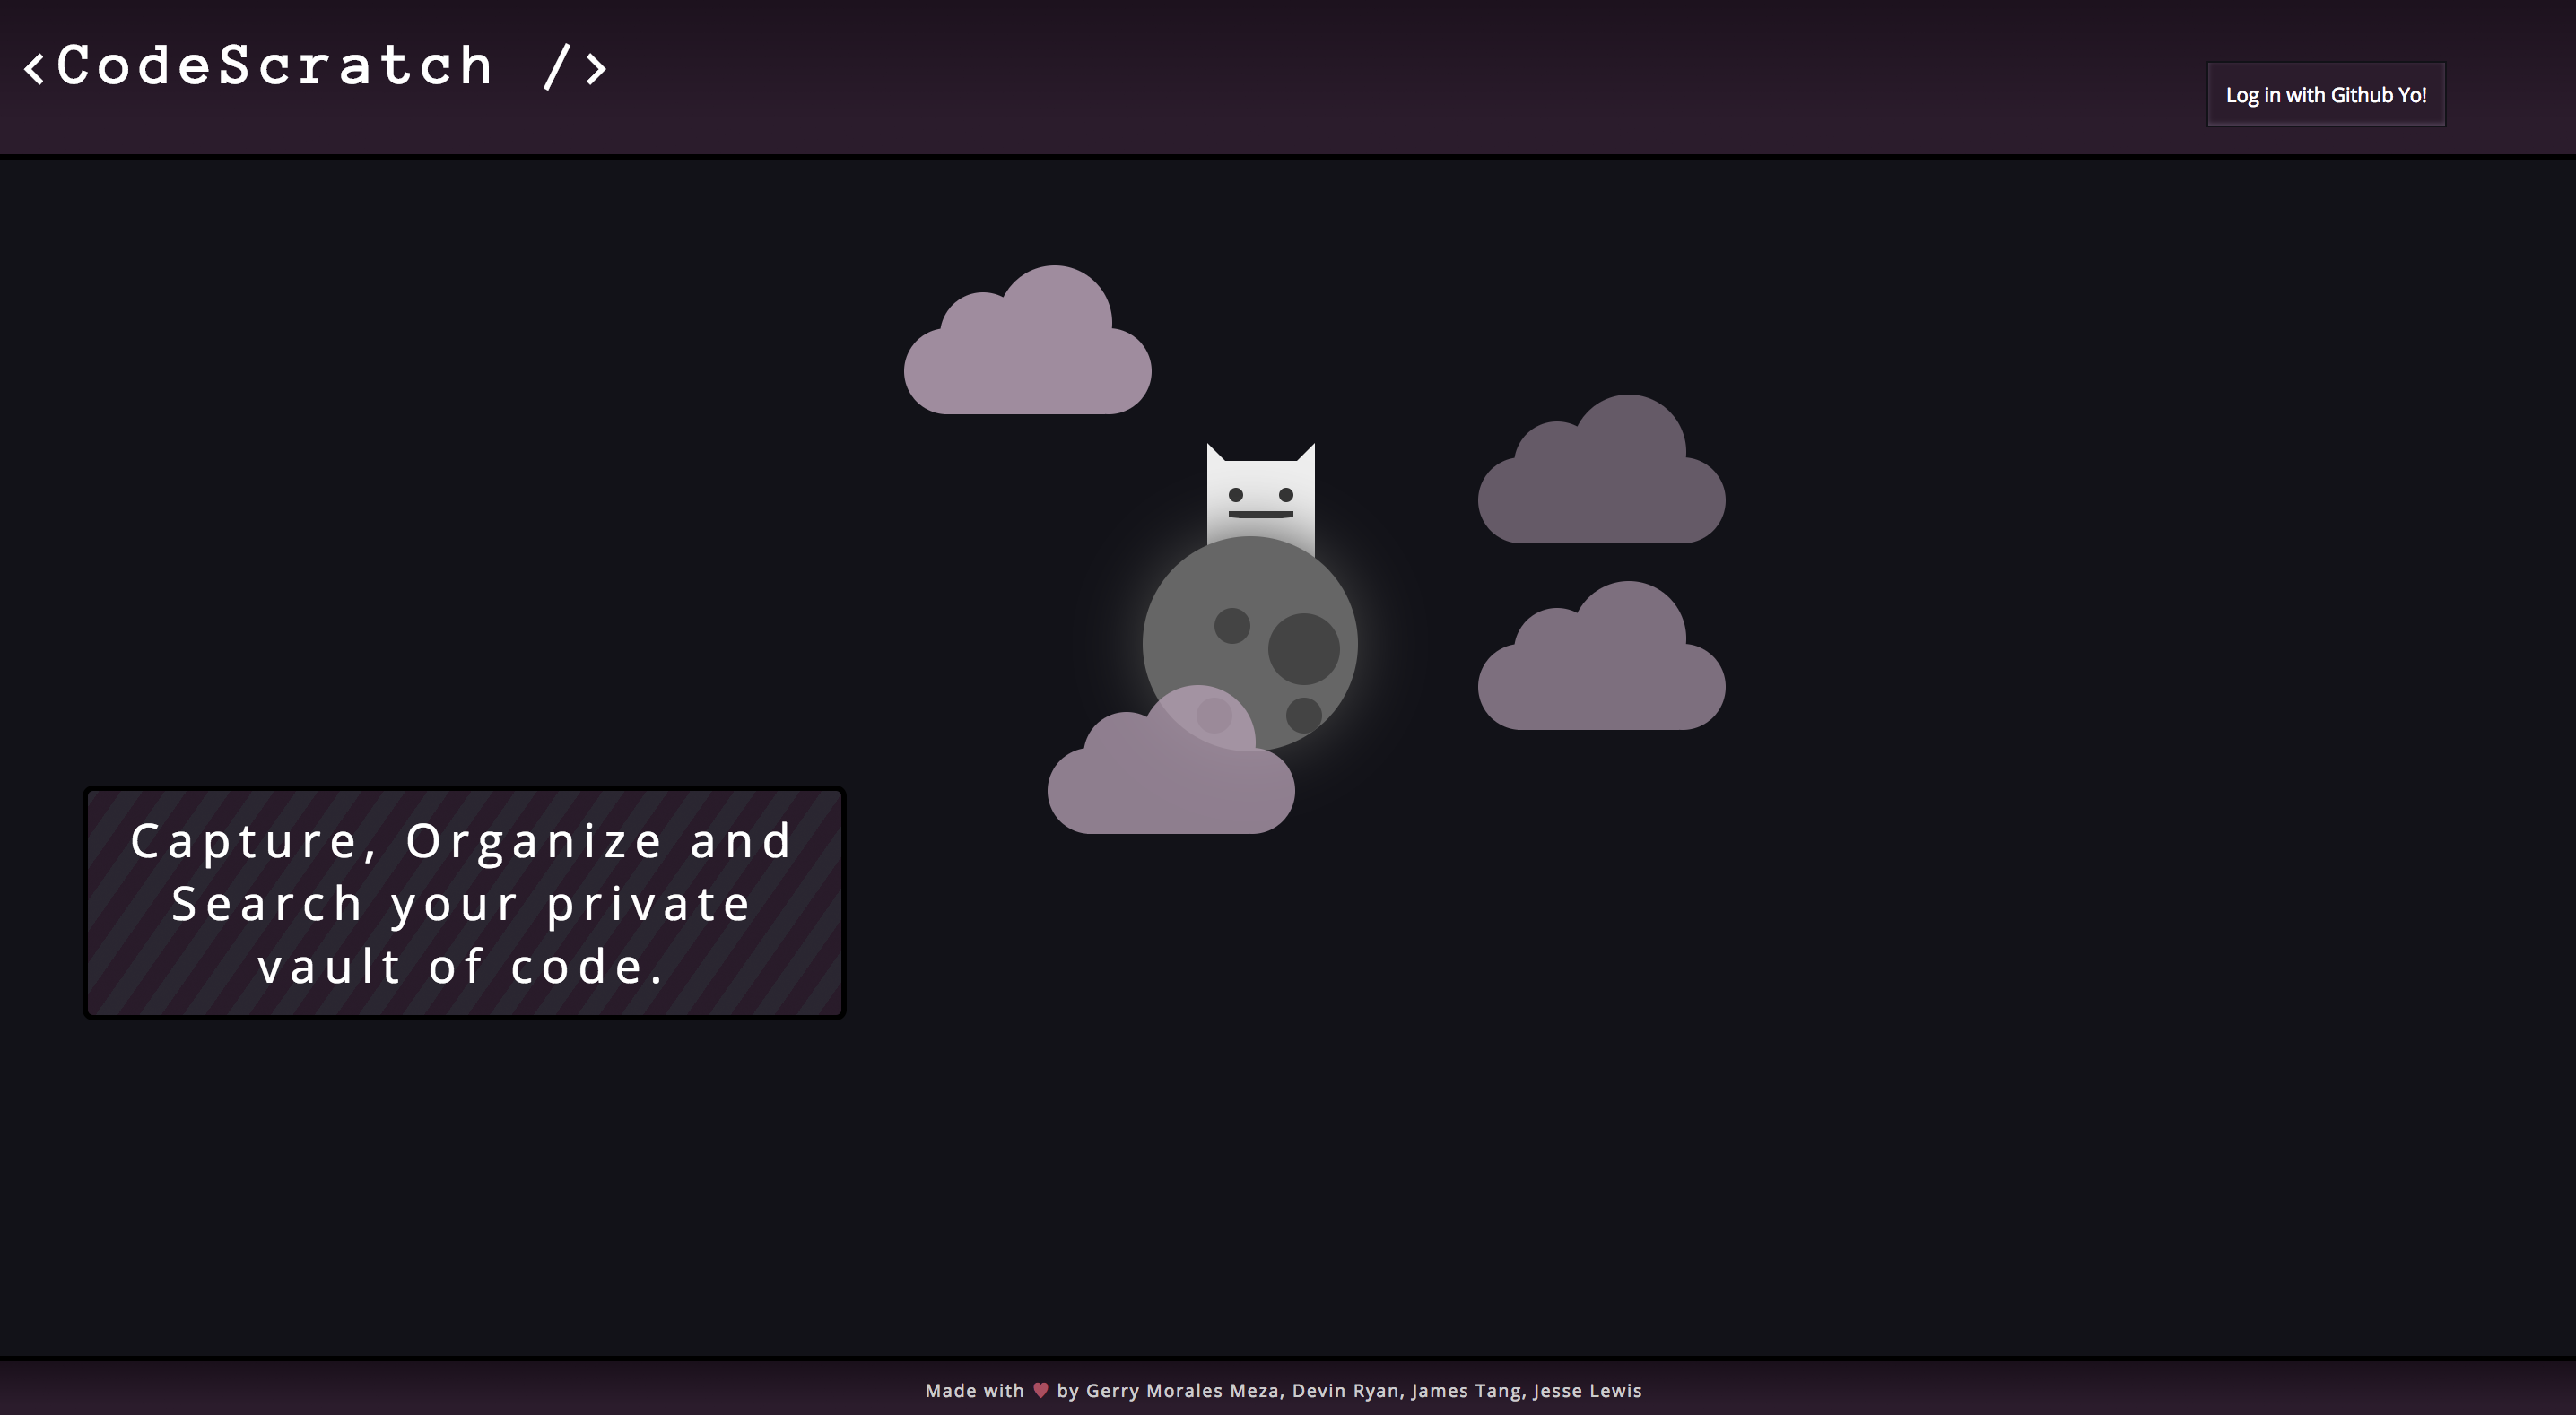 <CodeScratch />
Log in with Github Yo!
Capture, Organize and
Search your private
vault of code.
Made with ♥ by Gerry Morales Meza, Devin Ryan, James Tang, Jesse Lewis